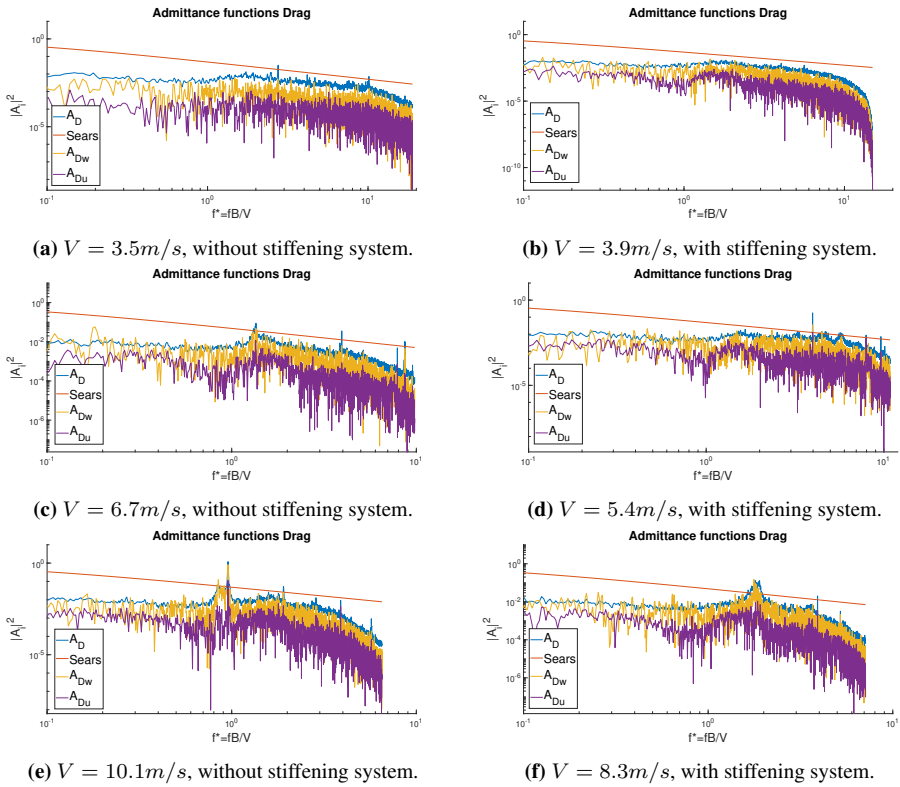 Admittance functions Drag
10^0
10^-5
|A_i|^2
A_D
Sears
A_Dw
A_Du
10^-1
10^0
10^1
f*=fB/V
(a) V = 3.5m/s, without stiffening system.
Admittance functions Drag
10^0
10^-5
10^-10
|A_i|^2
A_D
Sears
A_Dw
A_Du
10^-1
10^0
10^1
f*=fB/V
(b) V = 3.9m/s, with stiffening system.
Admittance functions Drag
10^0
10^-2
10^-4
10^-6
|A_i|^2
A_D
Sears
A_Dw
A_Du
10^-1
10^0
10^1
f*=fB/V
(c) V = 6.7m/s, without stiffening system.
Admittance functions Drag
10^0
10^-5
|A_i|^2
A_D
Sears
A_Dw
A_Du
10^-1
10^0
10^1
f*=fB/V
(d) V = 5.4m/s, with stiffening system.
Admittance functions Drag
10^0
10^-5
|A_i|^2
A_D
Sears
A_Dw
A_Du
10^-1
10^0
10^1
f*=fB/V
(e) V = 10.1m/s, without stiffening system.
Admittance functions Drag
10^0
10^-2
10^-4
10^-6
|A_i|^2
A_D
Sears
A_Dw
A_Du
10^-1
10^0
10^1
f*=fB/V
(f) V = 8.3m/s, with stiffening system.